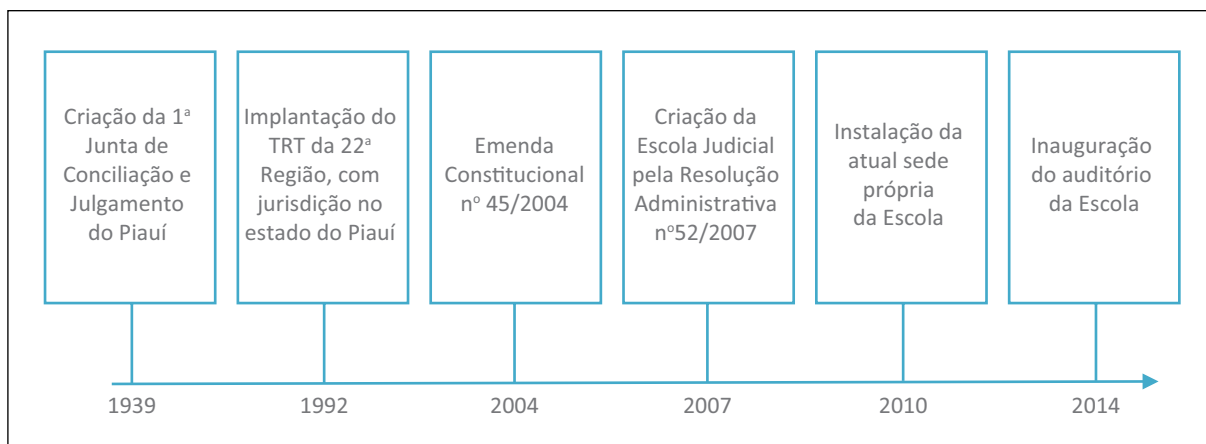 Criação da 1ª
Junta de
Conciliação e
Julgamento
do Piauí
Implantação do
TRT da 22ª
Região, com
jurisdição no
estado do Piauí
Emenda
Constitucional
nº 45/2004
Criação da
Escola Judicial
pela Resolução
Administrativa
nº52/2007
Instalação da
atual sede
própria
da Escola
Inauguração
do auditório
da Escola
1939
1992
2004
2007
2010
2014